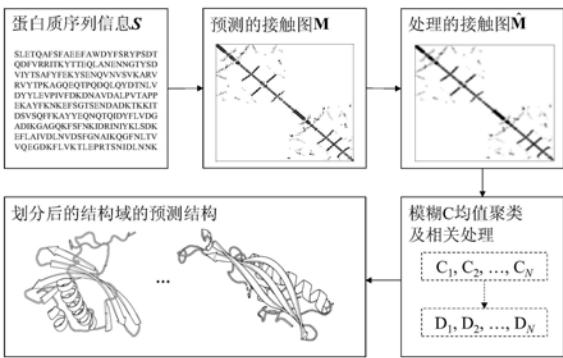 蛋白质序列信息S
SLETQAFSFAEEFAWDYFSRYPSDT
QDFVRRITKYTTEQLANENNGTYSD
VIYTSAFYFEKYSENQVNVSVKARV
RVYTPKAGQEQTPQDQLQYDTNLV
DYYLEVPIVFDKDNAVDALPVTAPP
EKAYFKNKEFSGTSENDADKTKKIT
DSVSQFFKAYYEQNQTQIDYFLVDG
ADIKGAGQKFSFNKIDRINIYKLSDK
EFLAIVDLNVDSFGNAIKQGFNLTV
VQEGDKFLVKTLEPRTSNIDLNNK
预测的接触图M
处理的接触图M̂
模糊C均值聚类
及相关处理
C₁, C₂, …, C_N
D₁, D₂, …, D_N
划分后的结构域的预测结构
…